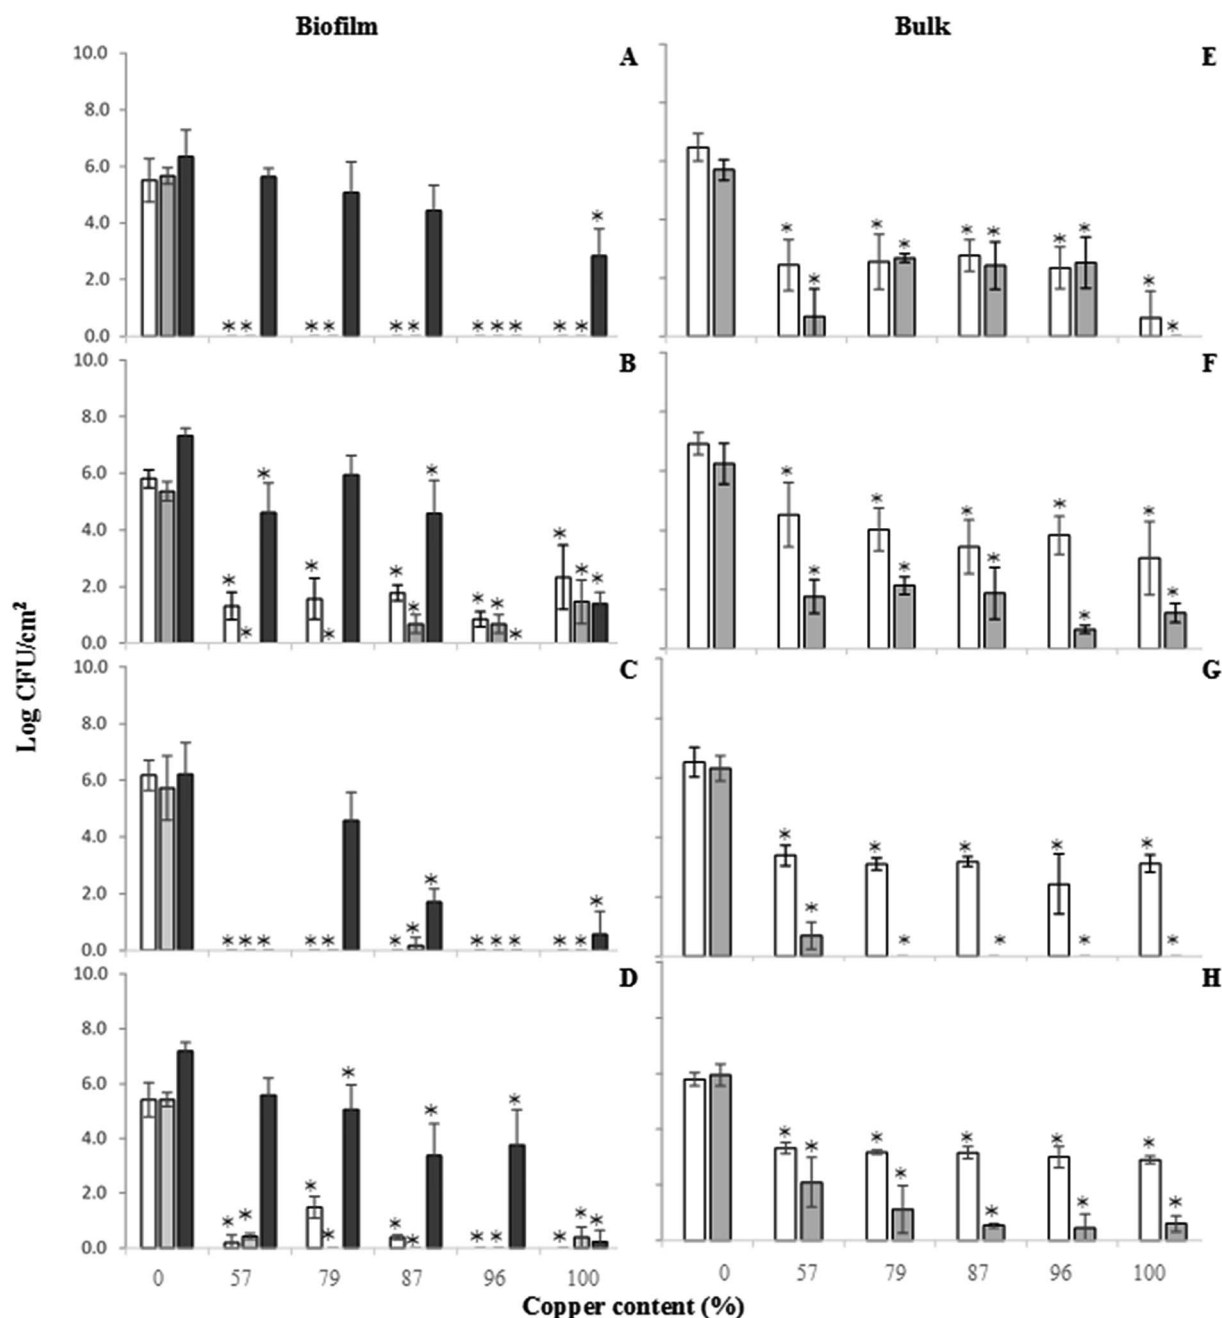 Biofilm
Bulk
10.0
8.0
6.0
4.0
2.0
0.0
A
* * * * * * * * * * *
*
E
* * * * * * * * *
*
10.0
8.0
6.0
4.0
2.0
0.0
B
* * * * * * * * * * * * * *
F
* * * * * * * * * *
10.0
8.0
6.0
4.0
2.0
0.0
C
* * * * * * * * * * * * * *
G
* * * * * * * * * *
10.0
8.0
6.0
4.0
2.0
0.0
D
* * * * * * * * * * * * * *
H
* * * * * * * * * *
Log CFU/cm²
0 57 79 87 96 100
0 57 79 87 96 100
Copper content (%)